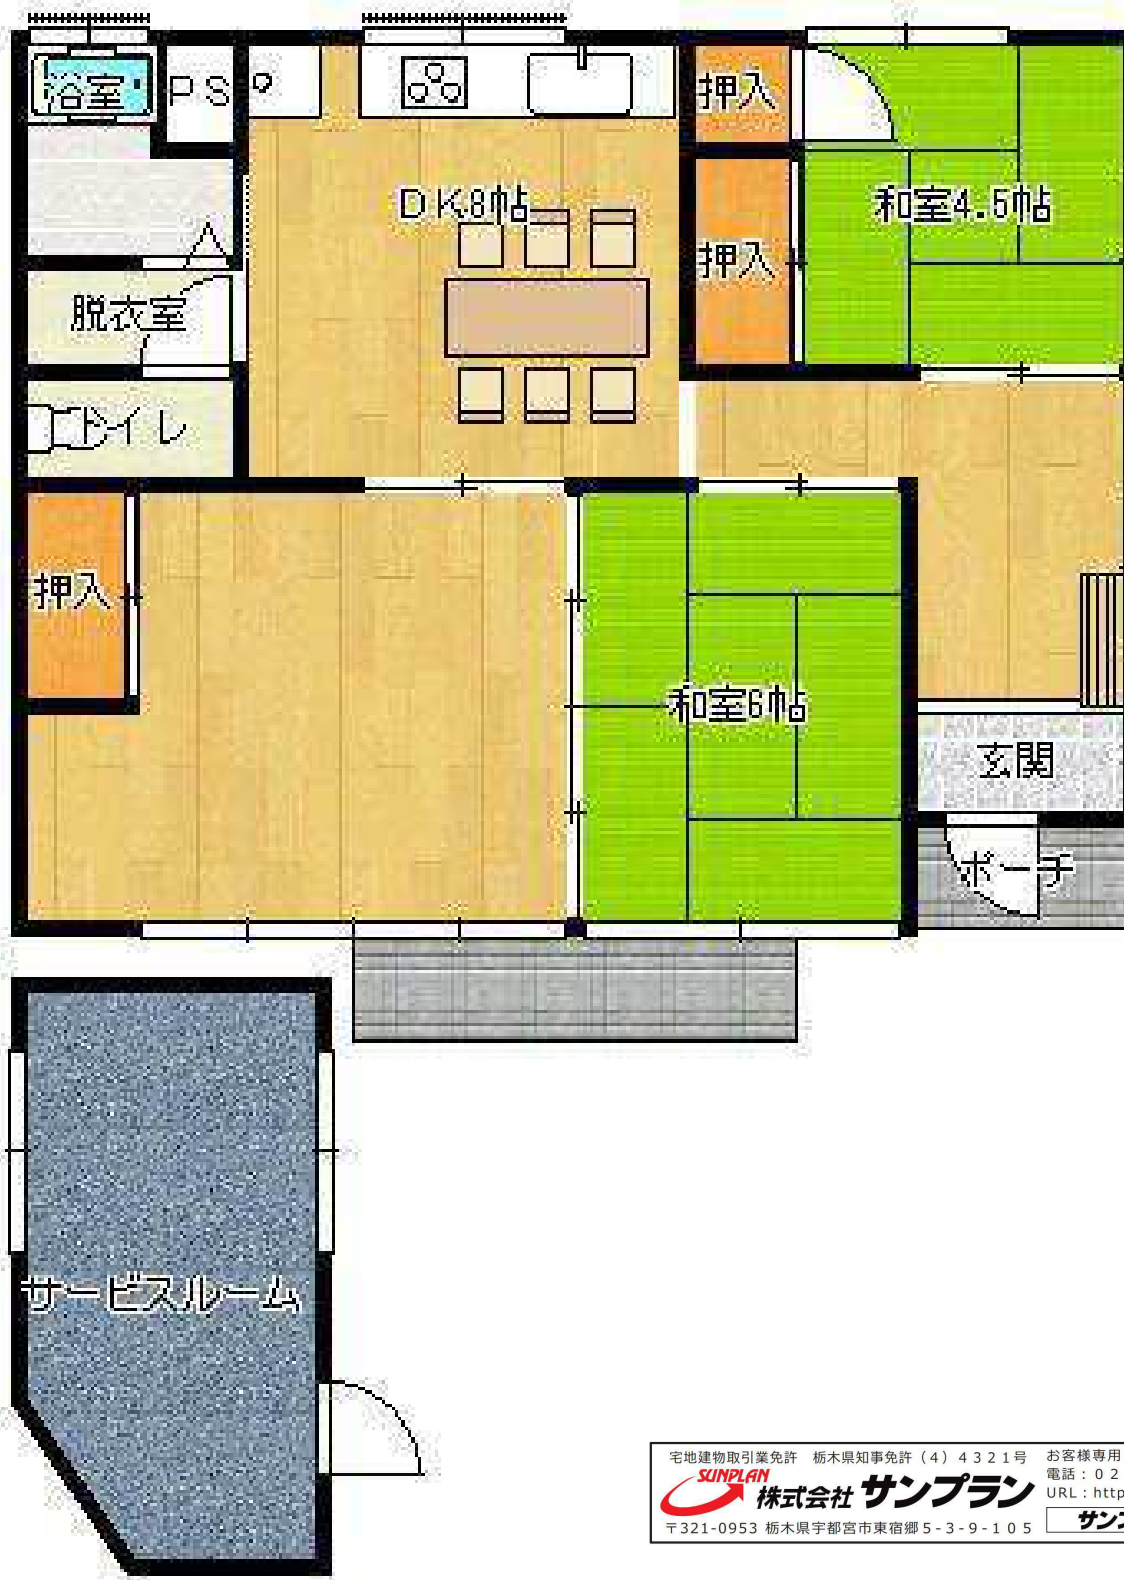 浴室
PS
押入
DK8帖
和室4.5帖
押入
脱衣室
トイレ
押入
和室6帖
玄関
ポーチ
サービスルーム
宅地建物取引業免許 栃木県知事免許（4）4321号
お客様専用
SUNPLAN
株式会社サンプラン
電話：02
URL：http
〒321-0953 栃木県宇都宮市東宿郷5-3-9-105
サンプ